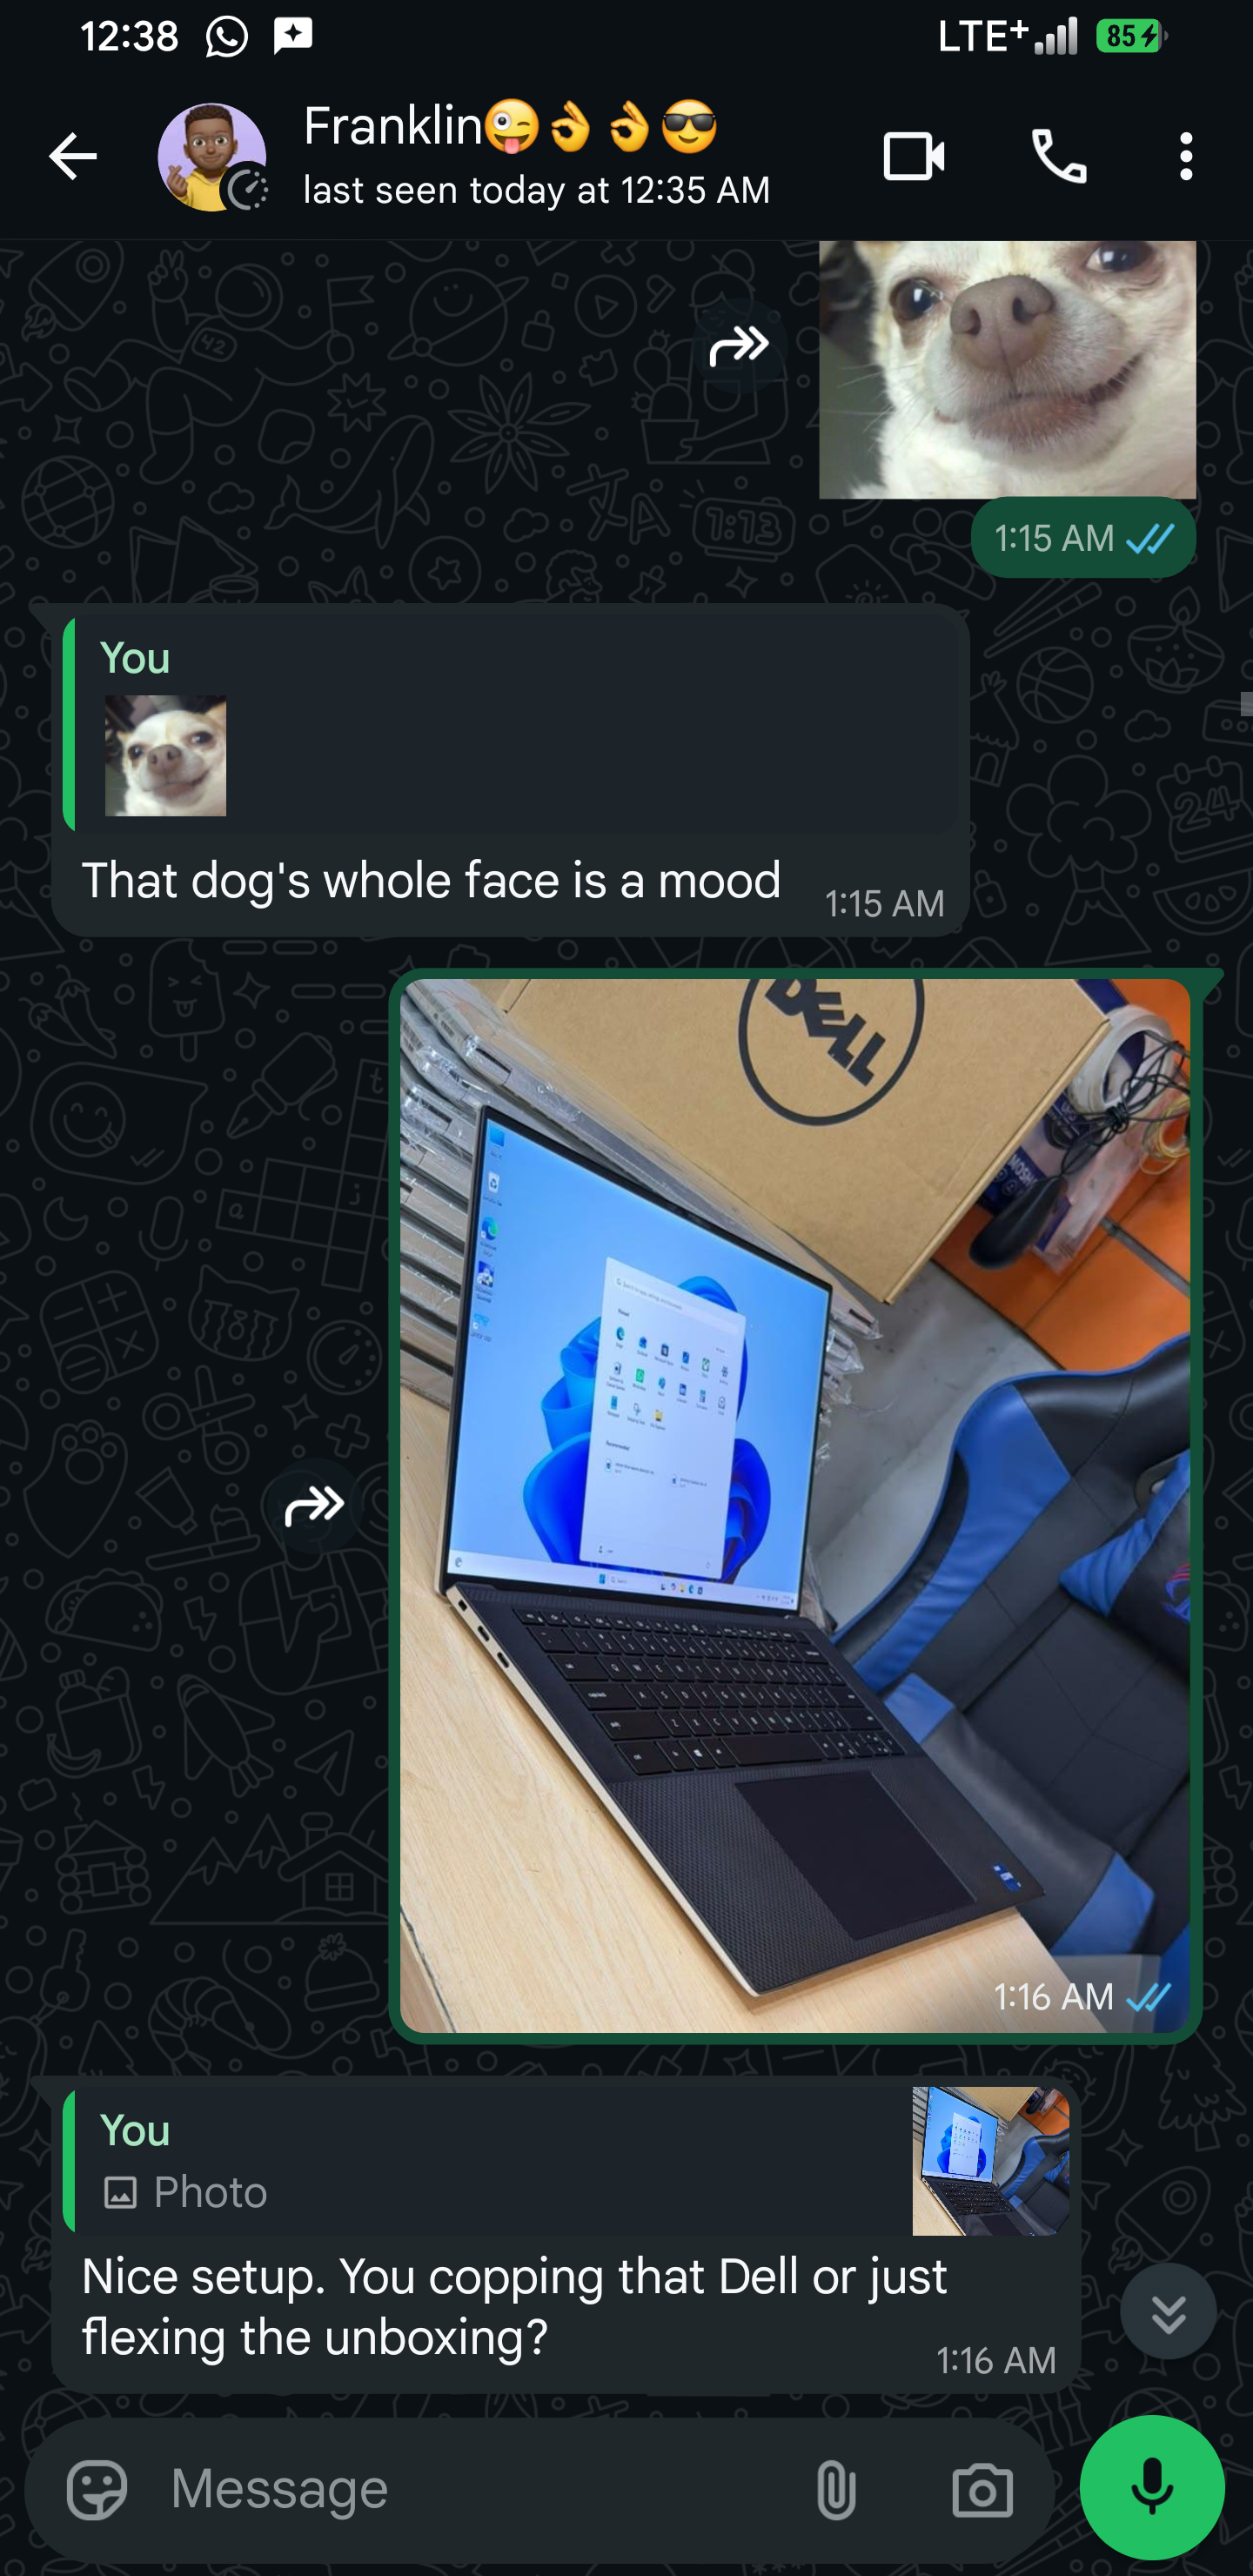 12:38
LTE+
85
Franklin😜👌👌😎
last seen today at 12:35 AM
1:15 AM
You
That dog's whole face is a mood
1:15 AM
DELL
1:16 AM
You
Photo
Nice setup. You copping that Dell or just
flexing the unboxing?
1:16 AM
Message